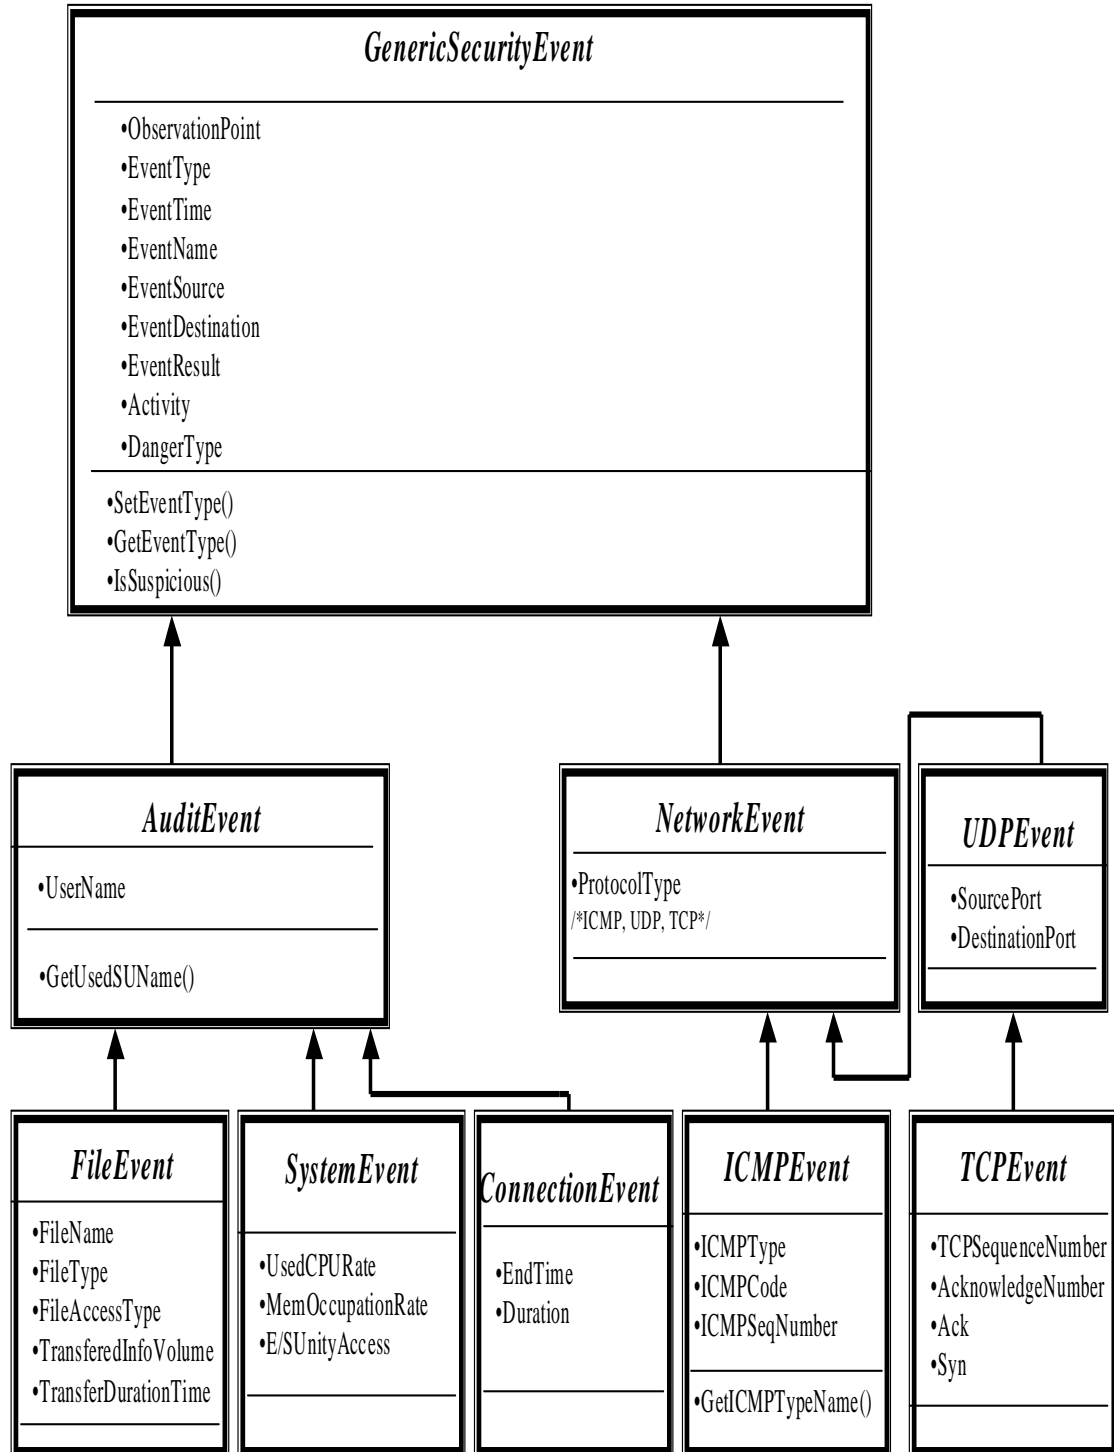 GenericSecurityEvent
•ObservationPoint
•EventType
•EventTime
•EventName
•EventSource
•EventDestination
•EventResult
•Activity
•DangerType
•SetEventType()
•GetEventType()
•IsSuspicious()
AuditEvent
•UserName
•GetUsedSUName()
NetworkEvent
•ProtocolType
/*ICMP, UDP, TCP*/
UDPEvent
•SourcePort
•DestinationPort
FileEvent
•FileName
•FileType
•FileAccessType
•TransferedInfoVolume
•TransferDurationTime
SystemEvent
•UsedCPURate
•MemOccupationRate
•E/SUnityAccess
ConnectionEvent
•EndTime
•Duration
ICMPEvent
•ICMPType
•ICMPCode
•ICMPSeqNumber
•GetICMPTypeName()
TCPEvent
•TCPSequenceNumber
•AcknowledgeNumber
•Ack
•Syn